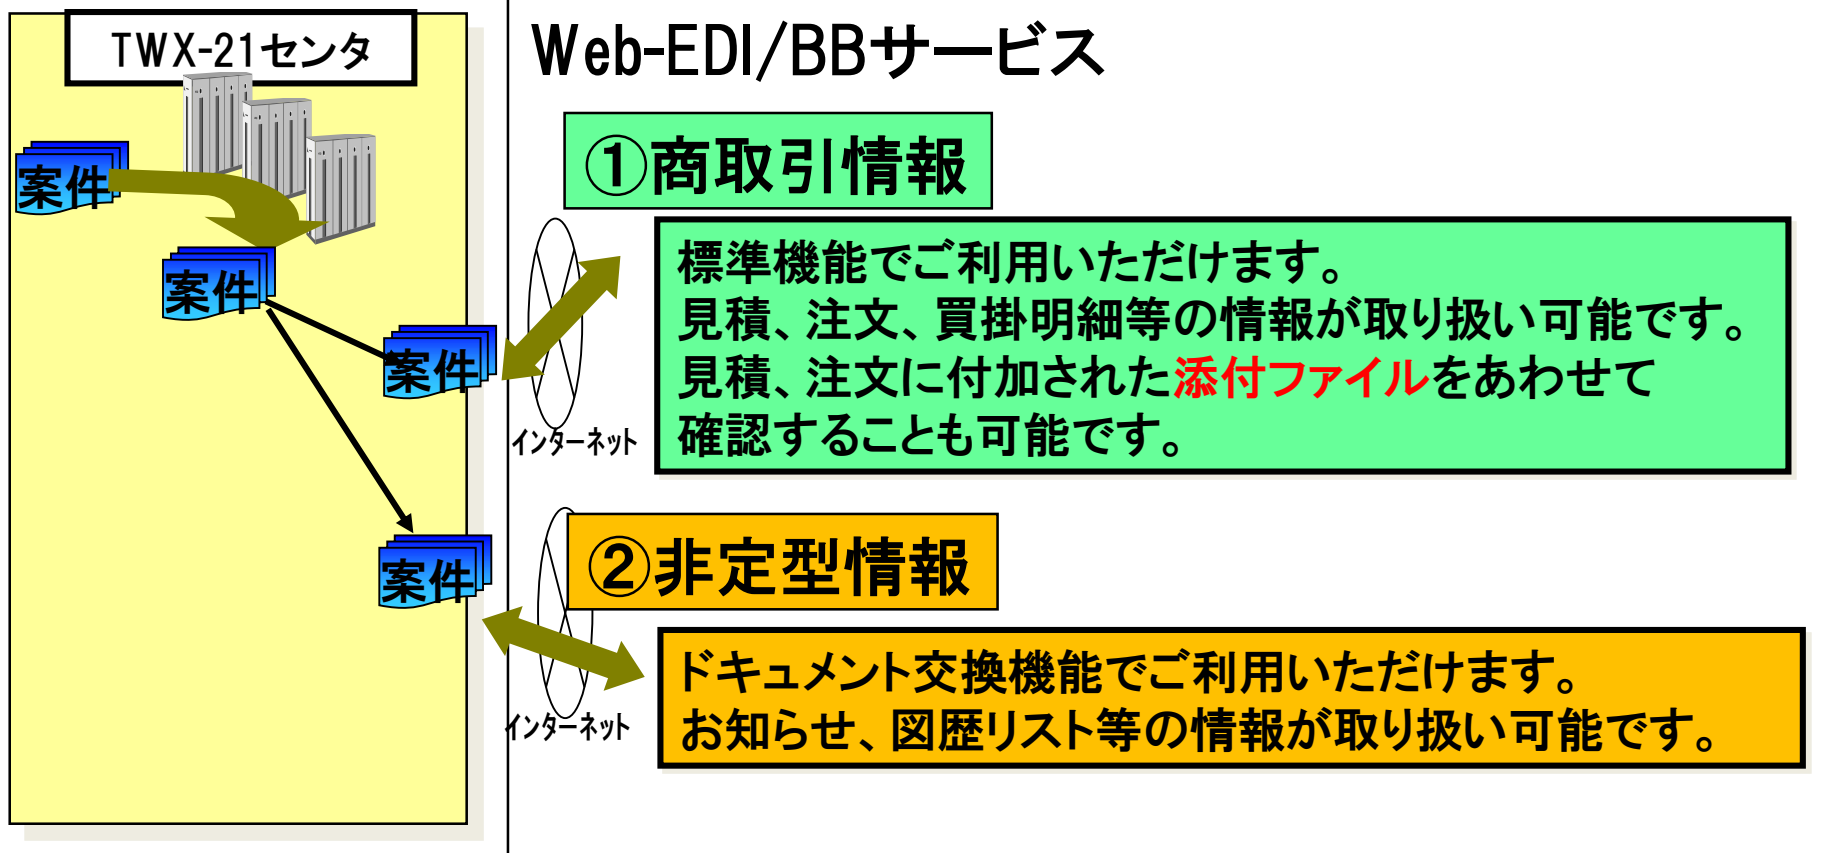 TWX-21センタ
案件
案件
案件
案件
Web-EDI/BBサービス
①商取引情報
標準機能でご利用いただけます。
見積、注文、買掛明細等の情報が取り扱い可能です。
見積、注文に付加された添付ファイルをあわせて
確認することも可能です。
インターネット
②非定型情報
ドキュメント交換機能でご利用いただけます。
お知らせ、図歴リスト等の情報が取り扱い可能です。
インターネット